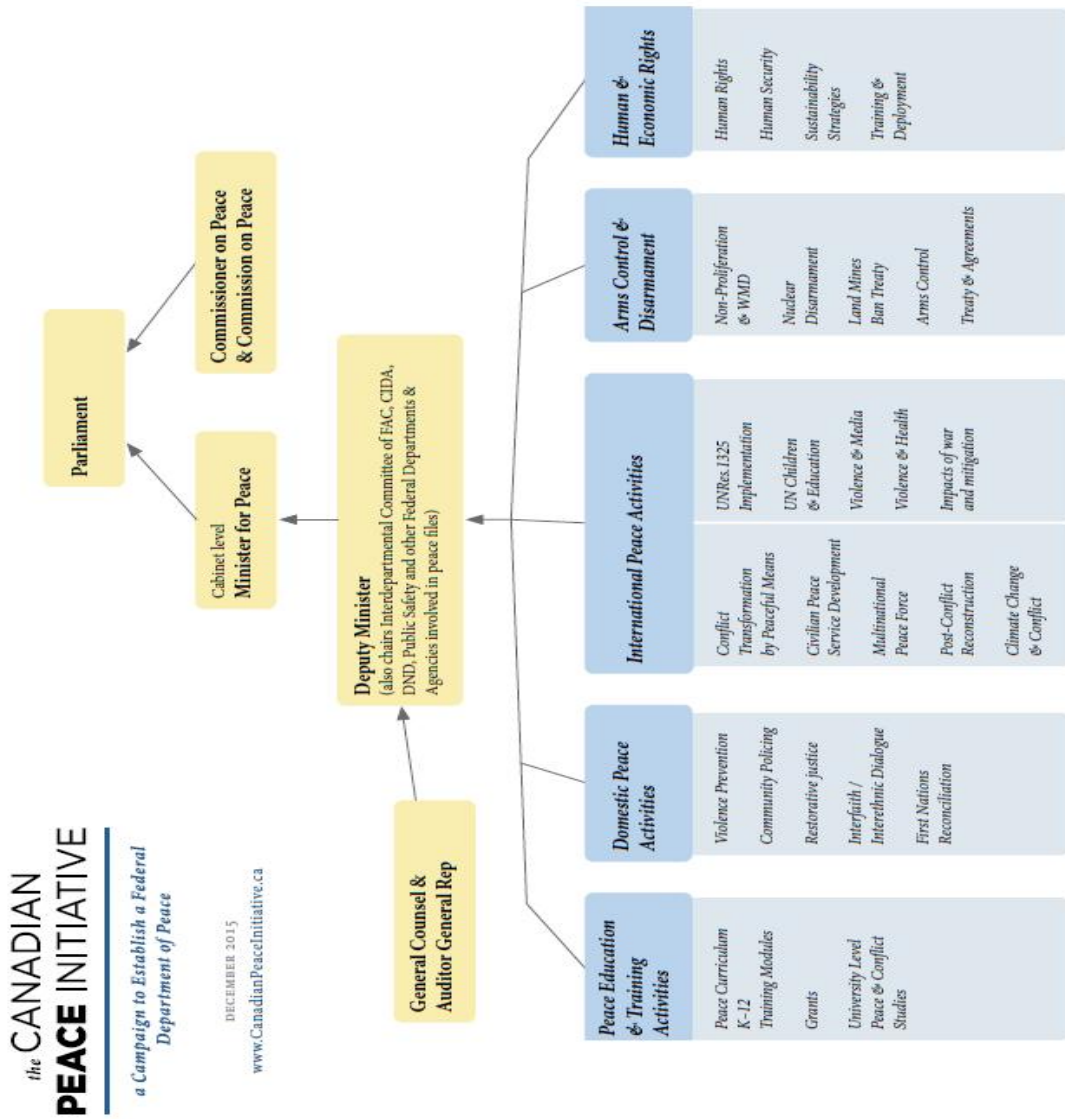 the CANADIAN
PEACE INITIATIVE
a Campaign to Establish a Federal
Department of Peace
DECEMBER 2015
www.CanadianPeaceInitiative.ca
Parliament
Cabinet level
Minister for Peace
Commissioner on Peace
& Commission on Peace
Deputy Minister
(also chairs Interdepartmental Committee of FAC, CIDA,
DND, Public Safety and other Federal Departments &
Agencies involved in peace files)
General Counsel &
Auditor General Rep
Peace Education
& Training
Activities
Peace Curriculum
K–12
Training Modules
Grants
University Level
Peace & Conflict
Studies
Domestic Peace
Activities
Violence Prevention
Community Policing
Restorative justice
Interfaith /
Interethnic Dialogue
First Nations
Reconciliation
International Peace Activities
Conflict
Transformation
by Peaceful Means
Civilian Peace
Service Development
Multinational
Peace Force
Post-Conflict
Reconstruction
Climate Change
& Conflict
UNRes.1325
Implementation
UN Children
& Education
Violence & Media
Violence & Health
Impacts of war
and mitigation
Arms Control &
Disarmament
Non-Proliferation
& WMD
Nuclear
Disarmament
Land Mines
Ban Treaty
Arms Control
Treaty & Agreements
Human &
Economic Rights
Human Rights
Human Security
Sustainability
Strategies
Training &
Deployment